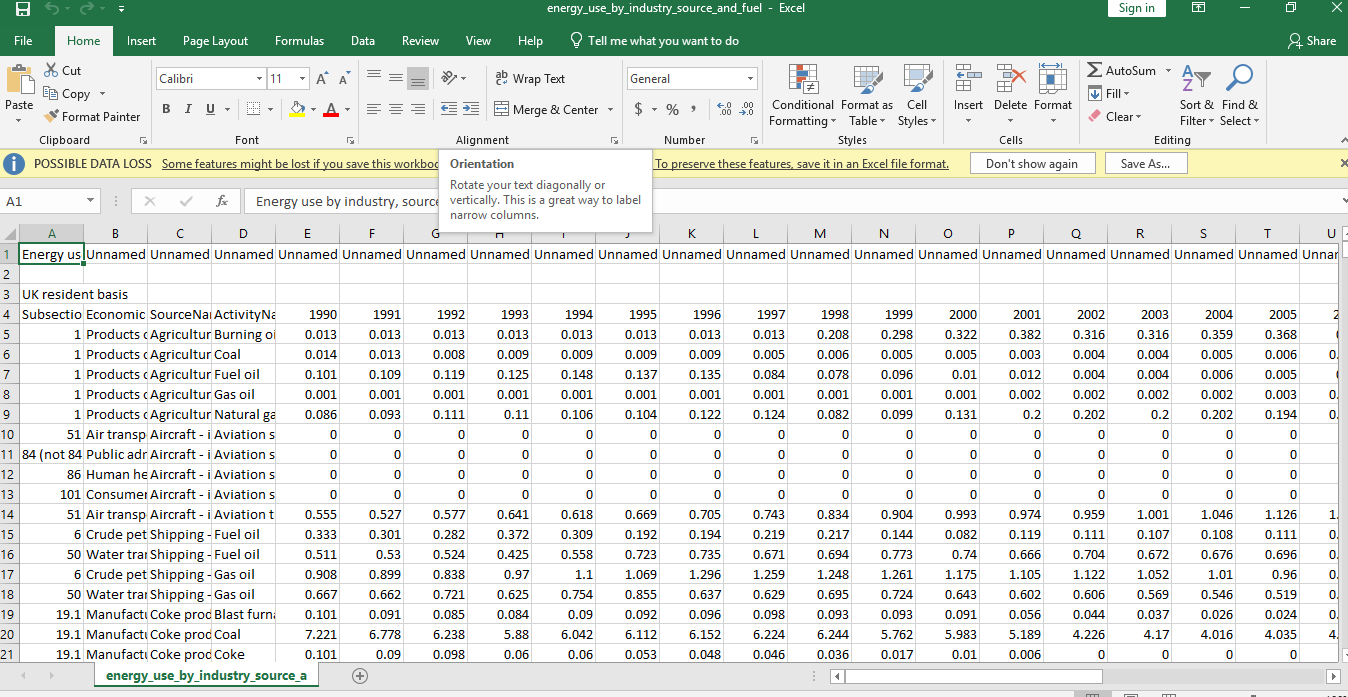 energy_use_by_industry_source_and_fuel - Excel
Sign in
File Home Insert Page Layout Formulas Data Review View Help Tell me what you want to do Share
Paste Cut Copy Format Painter Clipboard
Calibri 11 B I U A A A Font
ab Wrap Text Merge & Center Alignment
General $ % , Number
Conditional Formatting Format as Table Cell Styles Styles
Insert Delete Format Cells
AutoSum Fill Clear Sort & Filter Find & Select Editing
POSSIBLE DATA LOSS Some features might be lost if you save this workboo To preserve these features, save it in an Excel file format. Don't show again Save As...
Orientation
Rotate your text diagonally or
vertically. This is a great way to label
narrow columns.
A1 fx Energy use by industry, source
A B C D E F G H I J K L M N O P Q R S T U
1 Energy us Unnamed Unnamed Unnamed Unnamed Unnamed Unnamed Unnamed Unnamed Unnamed Unnamed Unnamed Unnamed Unnamed Unnamed Unnamed Unnamed Unnamed Unnamed Unnamed Unnar
2
3 UK resident basis
4 Subsectio Economic SourceNar ActivityNa 1990 1991 1992 1993 1994 1995 1996 1997 1998 1999 2000 2001 2002 2003 2004 2005 2
5 1 Products c Agricultur Burning oi 0.013 0.013 0.013 0.013 0.013 0.013 0.013 0.013 0.208 0.298 0.322 0.382 0.316 0.316 0.359 0.368
6 1 Products c Agricultur Coal 0.014 0.013 0.008 0.009 0.009 0.009 0.009 0.005 0.006 0.005 0.005 0.003 0.004 0.004 0.005 0.006 0.
7 1 Products c Agricultur Fuel oil 0.101 0.109 0.119 0.125 0.148 0.137 0.135 0.084 0.078 0.096 0.01 0.012 0.004 0.004 0.006 0.005
8 1 Products c Agricultur Gas oil 0.001 0.001 0.001 0.001 0.001 0.001 0.001 0.001 0.001 0.001 0.001 0.002 0.002 0.002 0.002 0.003 0.
9 1 Products c Agricultur Natural ga 0.086 0.093 0.111 0.11 0.106 0.104 0.122 0.124 0.082 0.099 0.131 0.2 0.202 0.2 0.202 0.194 0.
10 51 Air transp Aircraft - i Aviation s 0 0 0 0 0 0 0 0 0 0 0 0 0 0 0 0
11 84 (not 84 Public adr Aircraft - i Aviation s 0 0 0 0 0 0 0 0 0 0 0 0 0 0 0 0
12 86 Human he Aircraft - i Aviation s 0 0 0 0 0 0 0 0 0 0 0 0 0 0 0 0
13 101 Consumer Aircraft - i Aviation s 0 0 0 0 0 0 0 0 0 0 0 0 0 0 0 0
14 51 Air transp Aircraft - i Aviation t 0.555 0.527 0.577 0.641 0.618 0.669 0.705 0.743 0.834 0.904 0.993 0.974 0.959 1.001 1.046 1.126 1.
15 6 Crude pet Shipping - Fuel oil 0.333 0.301 0.282 0.372 0.309 0.192 0.194 0.219 0.217 0.144 0.082 0.119 0.111 0.107 0.108 0.111 0.
16 50 Water trar Shipping - Fuel oil 0.511 0.53 0.524 0.425 0.558 0.723 0.735 0.671 0.694 0.773 0.74 0.666 0.704 0.672 0.676 0.696 0.
17 6 Crude pet Shipping - Gas oil 0.908 0.899 0.838 0.97 1.1 1.069 1.296 1.259 1.248 1.261 1.175 1.105 1.122 1.052 1.01 0.96 0.
18 50 Water trar Shipping - Gas oil 0.667 0.662 0.721 0.625 0.754 0.855 0.637 0.629 0.695 0.724 0.643 0.602 0.606 0.569 0.546 0.519 0.
19 19.1 Manufactu Coke prod Blast furna 0.101 0.091 0.085 0.084 0.09 0.092 0.096 0.098 0.093 0.093 0.091 0.056 0.044 0.037 0.026 0.024 0.
20 19.1 Manufactu Coke prod Coal 7.221 6.778 6.238 5.88 6.042 6.112 6.152 6.224 6.244 5.762 5.983 5.189 4.226 4.17 4.016 4.035 4.
21 19.1 Manufactu Coke prod Coke 0.101 0.09 0.098 0.06 0.06 0.053 0.048 0.046 0.036 0.017 0.01 0.006 0 0 0 0
energy_use_by_industry_source_a